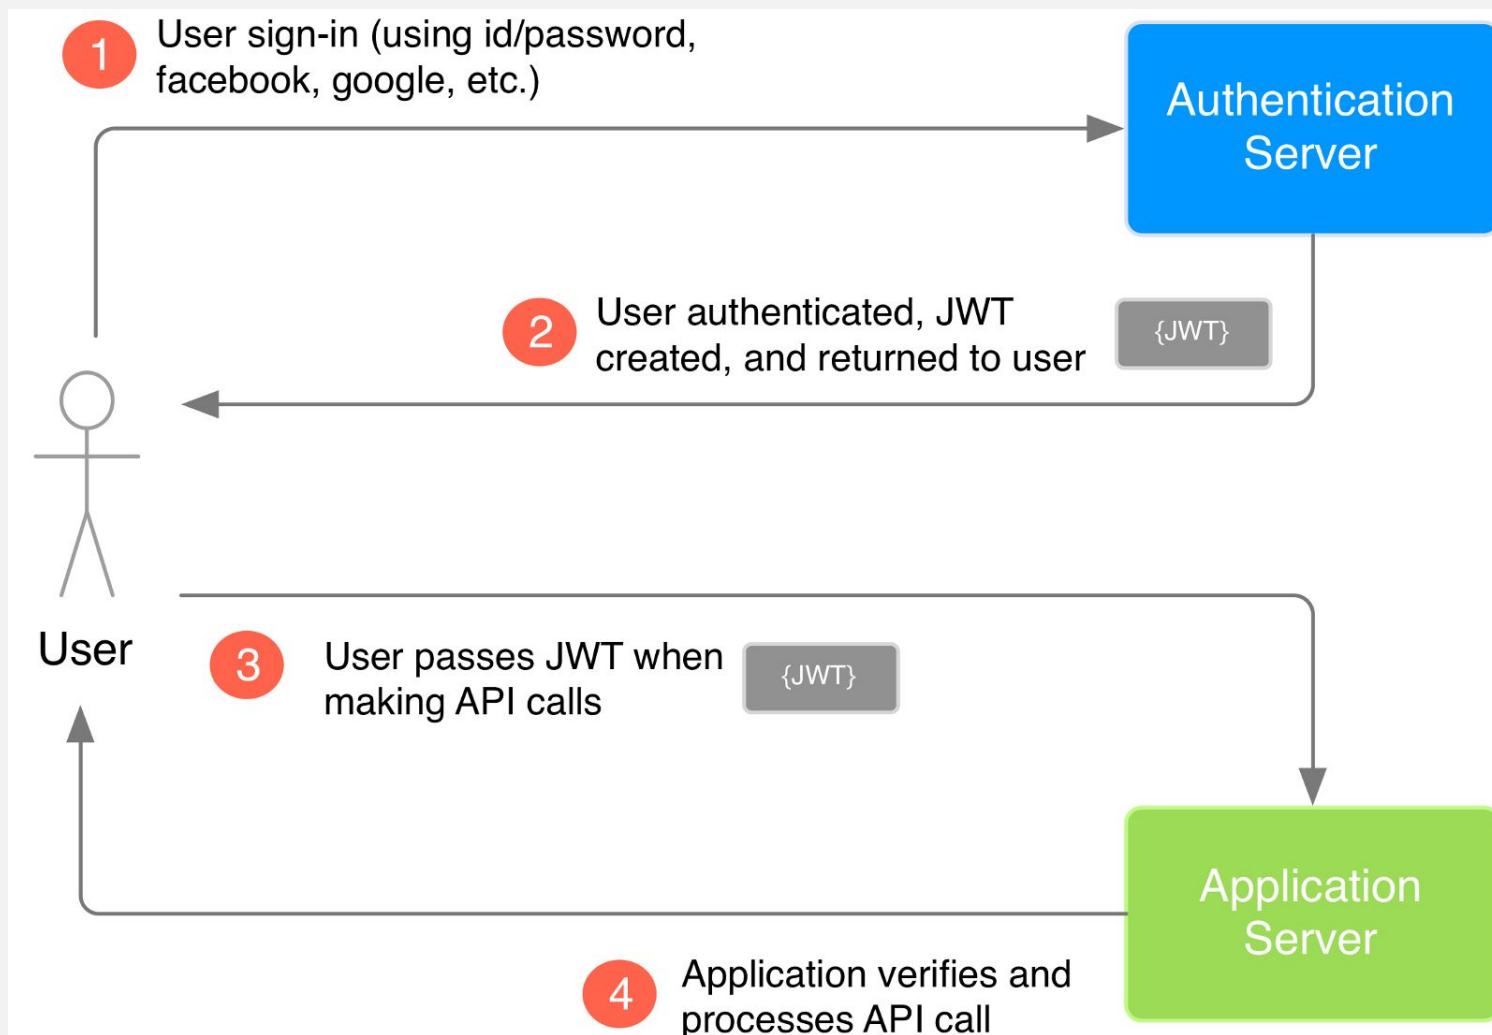 1
User sign-in (using id/password,
facebook, google, etc.)
Authentication
Server
2
User authenticated, JWT
created, and returned to user
{JWT}
User
3
User passes JWT when
making API calls
{JWT}
Application
Server
4
Application verifies and
processes API call